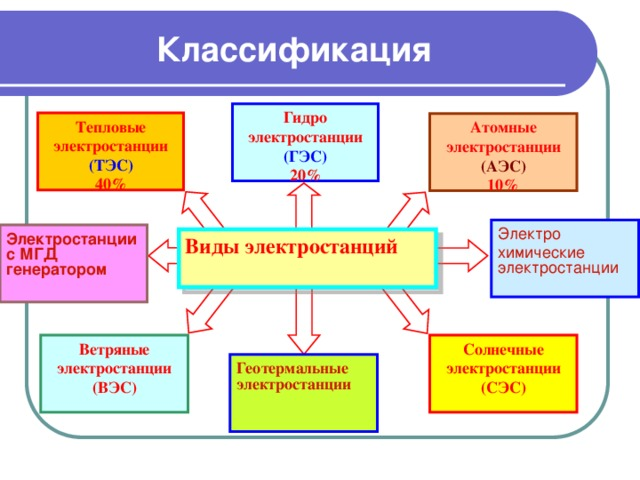 Классификация
Гидро
электростанции
(ГЭС)
20%
Тепловые
электростанции
(ТЭС)
40%
Атомные
электростанции
(АЭС)
10%
Электростанции
с МГД
генератором
Виды электростанций
Электро
химические
электростанции
Ветряные
электростанции
(ВЭС)
Геотермальные
электростанции
Солнечные
электростанции
(СЭС)